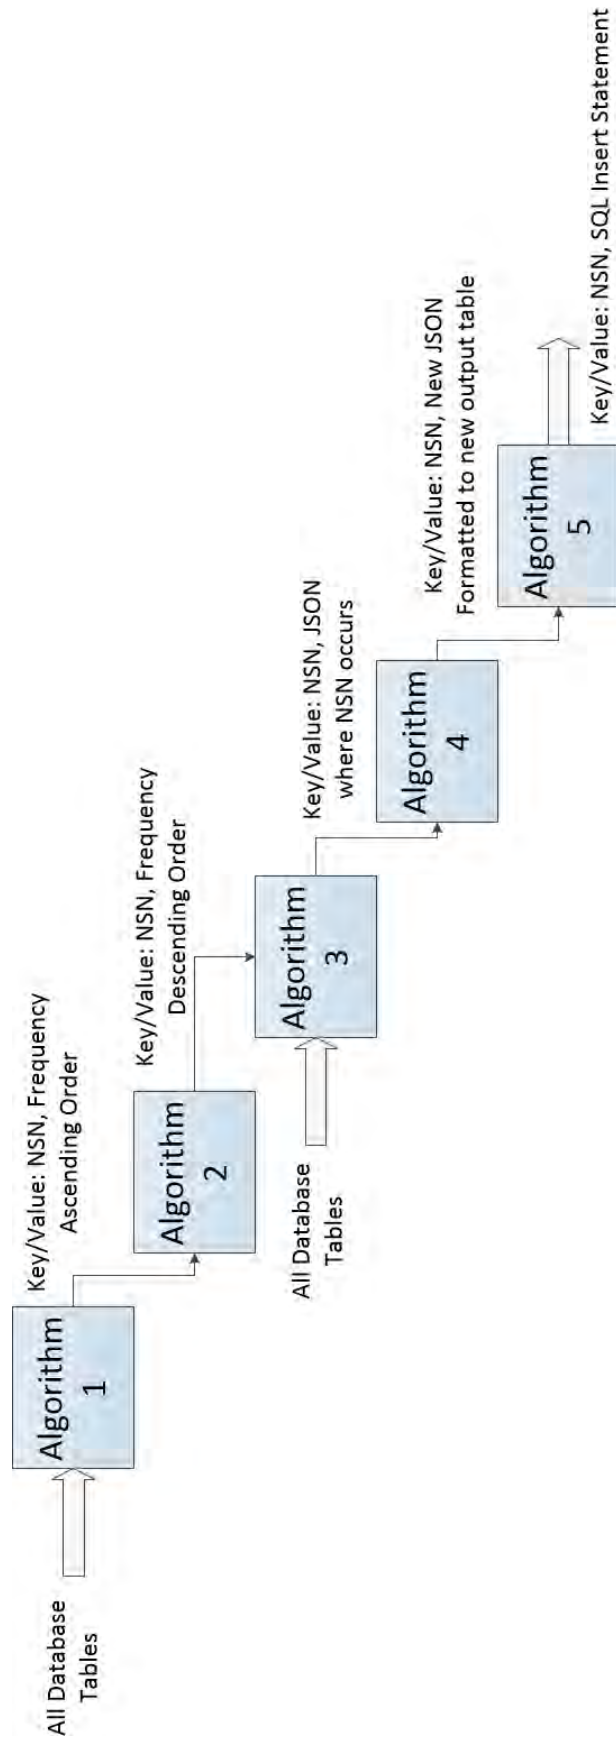 All Database
Tables
Algorithm
1
Key/Value: NSN, Frequency
Ascending Order
Algorithm
2
Key/Value: NSN, Frequency
Descending Order
All Database
Tables
Algorithm
3
Key/Value: NSN, JSON
where NSN occurs
Algorithm
4
Key/Value: NSN, New JSON
Formatted to new output table
Algorithm
5
Key/Value: NSN, SQL Insert Statement